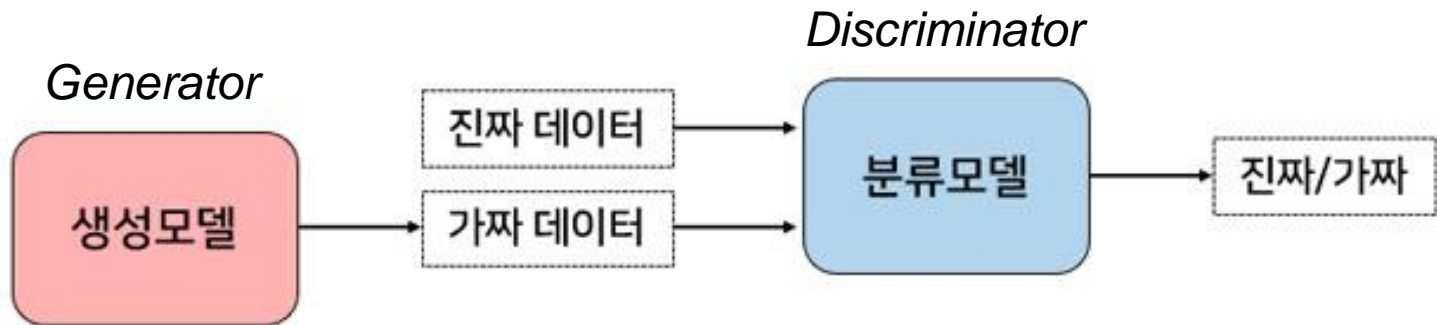 Discriminator
Generator
진짜 데이터
생성모델
가짜 데이터
분류모델
진짜/가짜